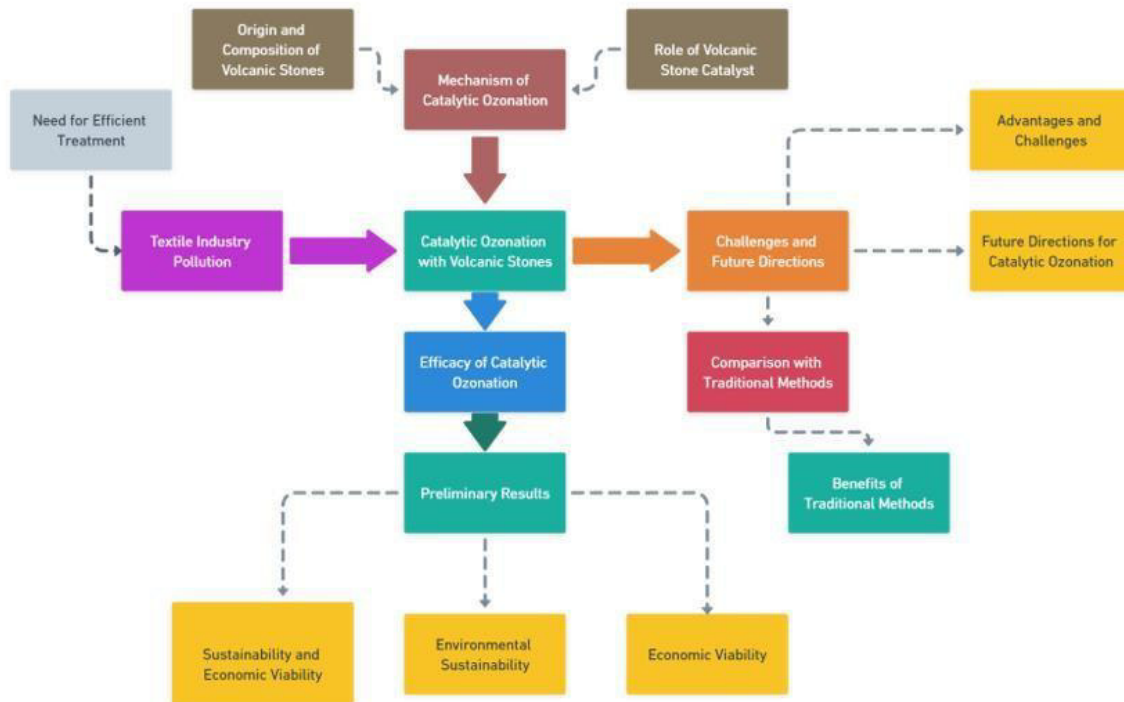 Origin and
Composition of
Volcanic Stones
Role of Volcanic
Stone Catalyst
Mechanism of
Catalytic Ozonation
Need for Efficient
Treatment
Advantages and
Challenges
Textile Industry
Pollution
Catalytic Ozonation
with Volcanic Stones
Challenges and
Future Directions
Future Directions for
Catalytic Ozonation
Efficacy of Catalytic
Ozonation
Comparison with
Traditional Methods
Preliminary Results
Benefits of
Traditional Methods
Sustainability and
Economic Viability
Environmental
Sustainability
Economic Viability